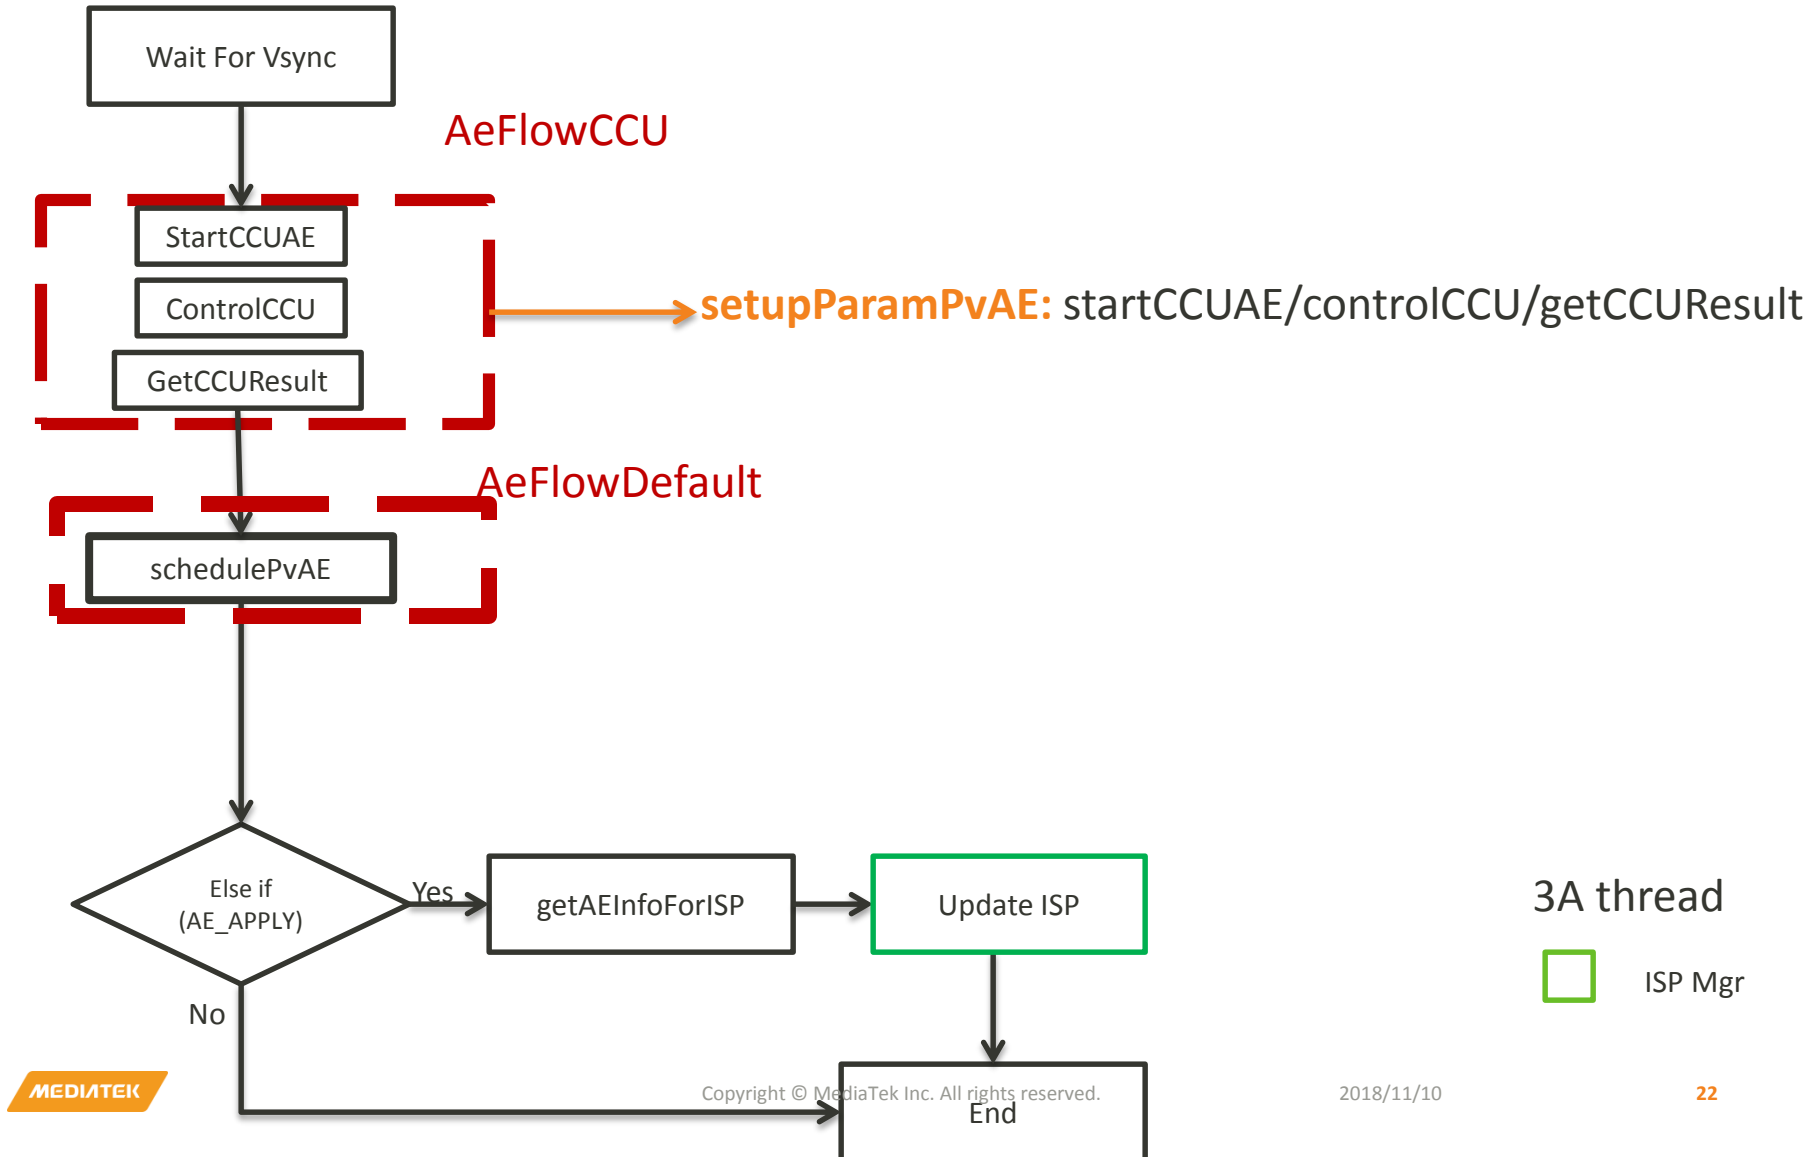 Wait For Vsync
AeFlowCCU
StartCCUAE
ControlCCU
GetCCUResult
setupParamPvAE: startCCUAE/controlCCU/getCCUResult
AeFlowDefault
schedulePvAE
Else if
(AE_APPLY)
Yes
getAEInfoForISP
Update ISP
3A thread
ISP Mgr
No
MEDIATEK
Copyright © MediaTek Inc. All rights reserved.
2018/11/10
22
End